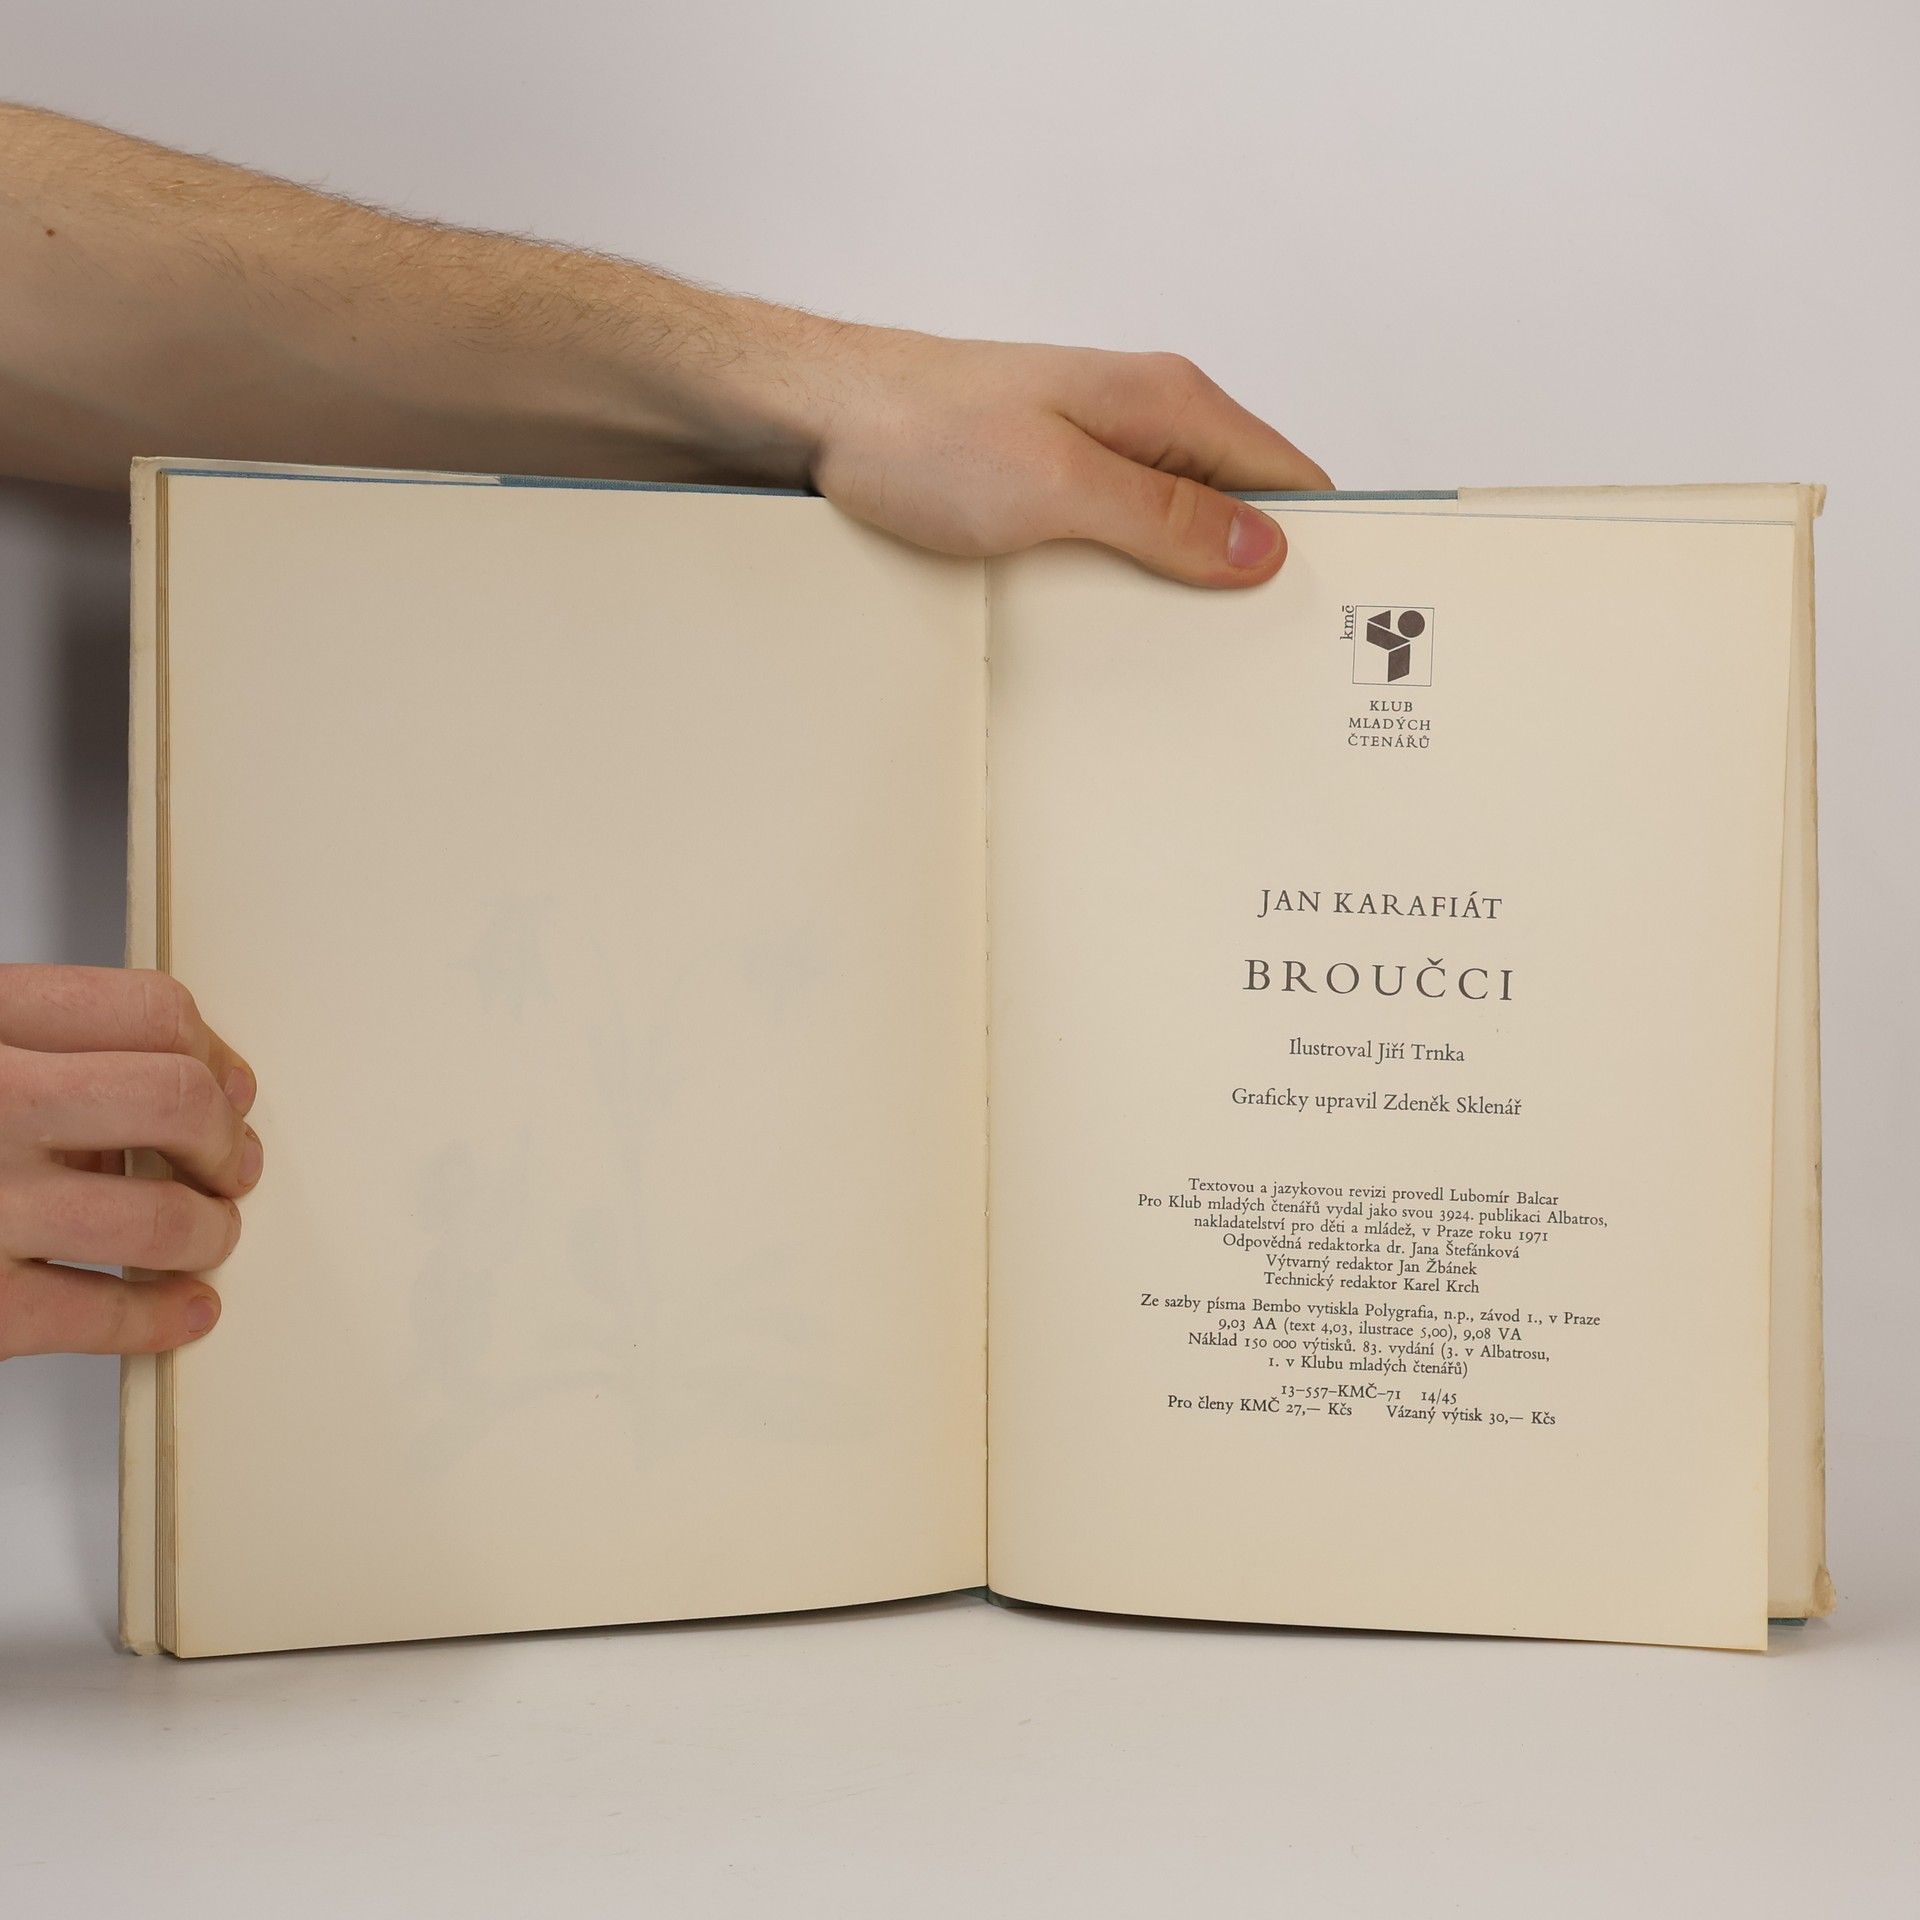 kmč
KLUB
MLADÝCH
ČTENÁŘŮ
JAN KARAFIÁT
BROUČCI
Ilustroval Jiří Trnka
Graficky upravil Zdeněk Sklenář
Textovou a jazykovou revizi provedl Lubomír Balcar
Pro Klub mladých čtenářů vydal jako svou 3924. publikaci Albatros,
nakladatelství pro děti a mládež, v Praze roku 1971
Odpovědná redaktorka dr. Jana Štefánková
Výtvarný redaktor Jan Žbánek
Technický redaktor Karel Krch
Ze sazby písma Bembo vytiskla Polygrafia, n.p., závod 1., v Praze
9,03 AA (text 4,03, ilustrace 5,00), 9,08 VA
Náklad 150 000 výtisků. 83. vydání (3. v Albatrosu,
1. v Klubu mladých čtenářů)
13–557–KMČ–71 14/45
Pro členy KMČ 27,— Kčs Vázaný výtisk 30,— Kčs